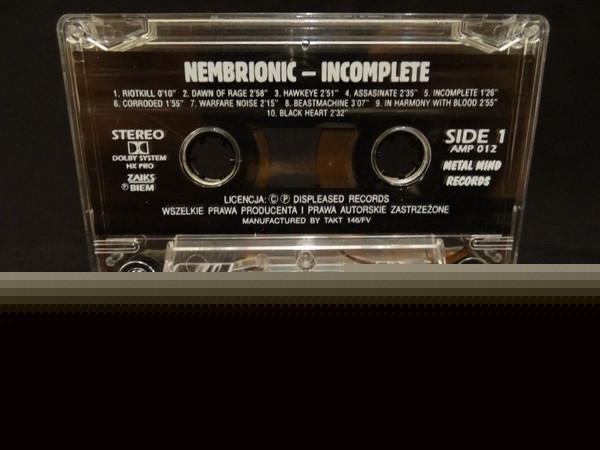 NEMBRIONIC – INCOMPLETE
1. RIOTKILL 0'10" 2. DAWN OF RAGE 2'58" 3. HAWKEYE 2'51" 4. ASSASINATE 2'35" 5. INCOMPLETE 1'26"
6. CORRODED 1'55" 7. WARFARE NOISE 2'15" 8. BEASTMACHINE 3'07" 9. IN HARMONY WITH BLOOD 2'55"
10. BLACK HEART 2'32"
STEREO
DOLBY SYSTEM
HX PRO
ZAIKS
Ⓟ BIEM
SIDE 1
AMP 012
METAL MIND
RECORDS
LICENCJA: © Ⓟ DISPLEASED RECORDS
WSZELKIE PRAWA PRODUCENTA I PRAWA AUTORSKIE ZASTRZEŻONE
MANUFACTURED BY TAKT 146/FV